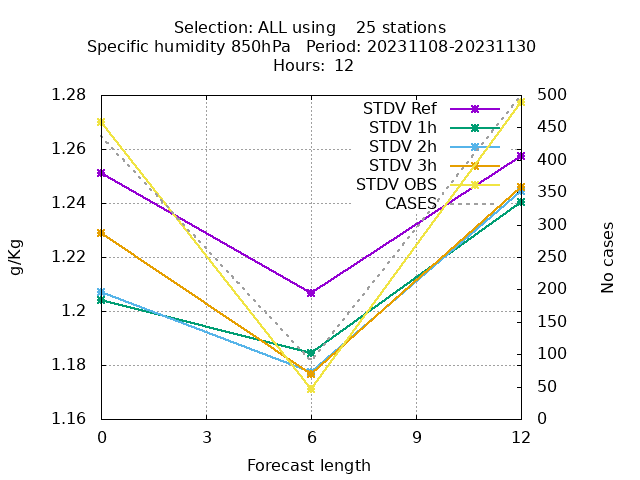 Selection: ALL using    25 stations
Specific humidity 850hPa   Period: 20231108-20231130
Hours:  12
g/Kg
1.28
1.26
1.24
1.22
1.2
1.18
1.16
STDV Ref
STDV 1h
STDV 2h
STDV 3h
STDV OBS
CASES
500
450
400
350
300
250
200
150
100
50
0
No cases
0 3 6 9 12
Forecast length